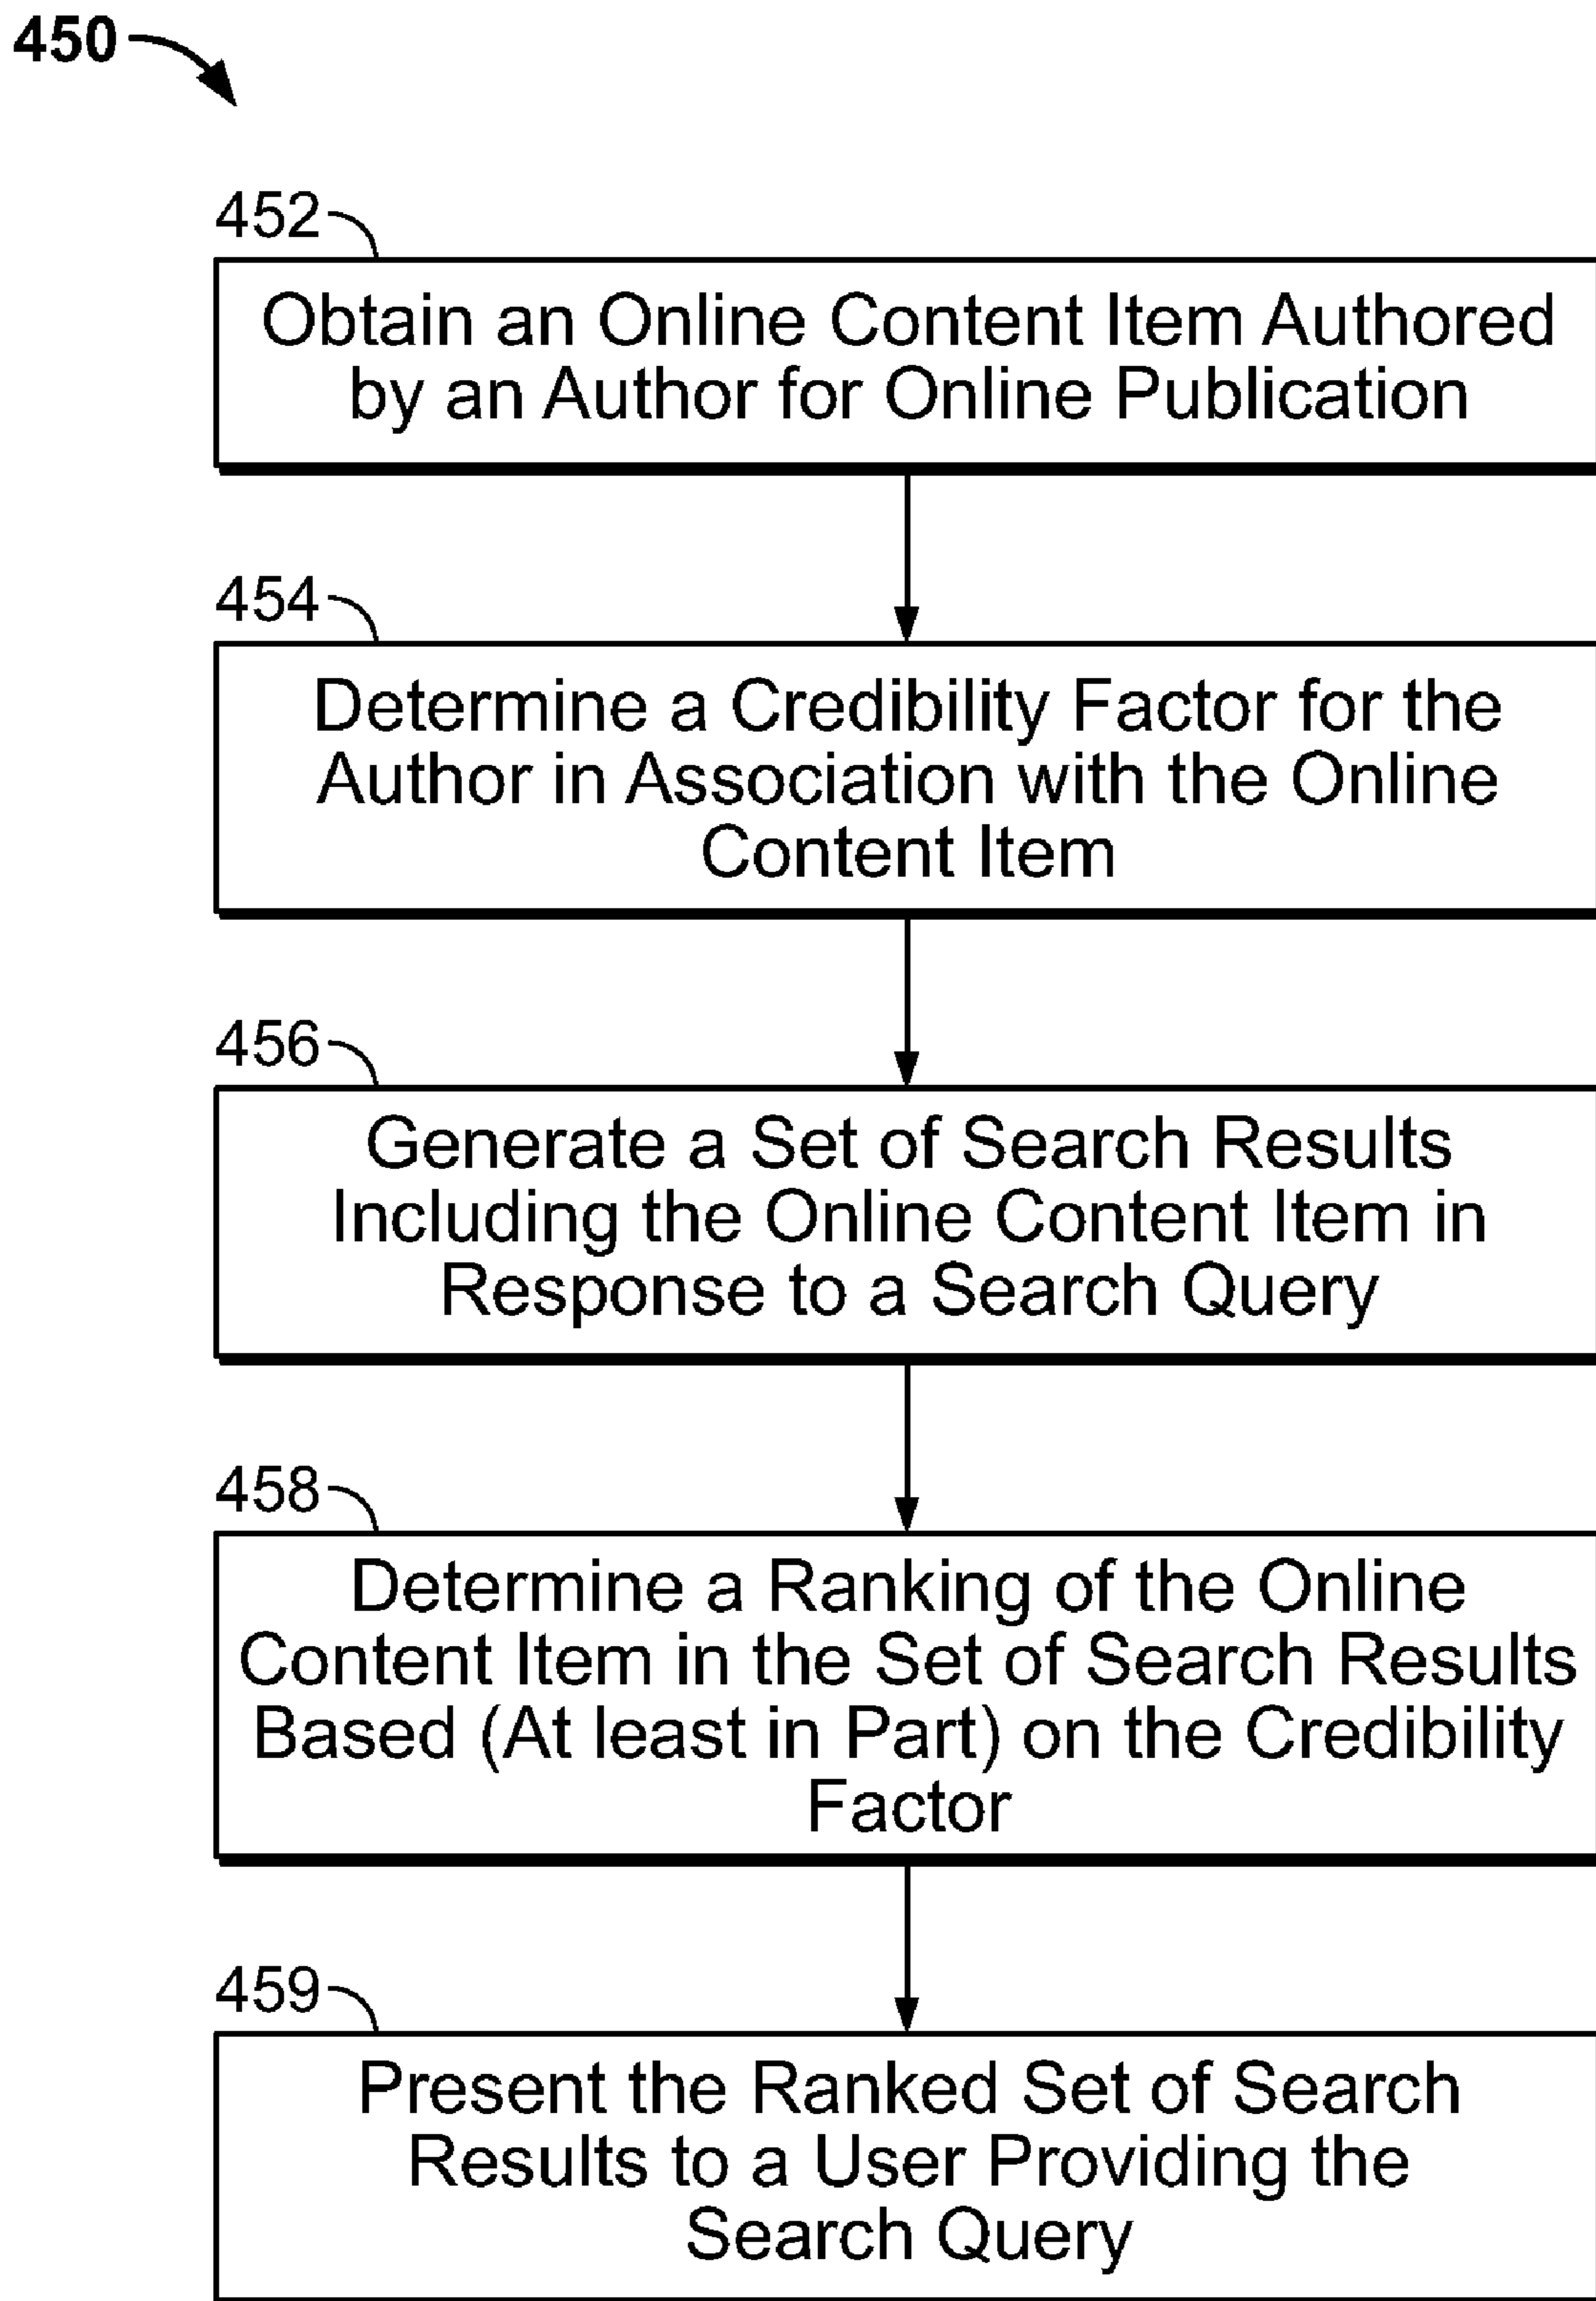 450
452
Obtain an Online Content Item Authored
by an Author for Online Publication
454
Determine a Credibility Factor for the
Author in Association with the Online
Content Item
456
Generate a Set of Search Results
Including the Online Content Item in
Response to a Search Query
458
Determine a Ranking of the Online
Content Item in the Set of Search Results
Based (At least in Part) on the Credibility
Factor
459
Present the Ranked Set of Search
Results to a User Providing the
Search Query